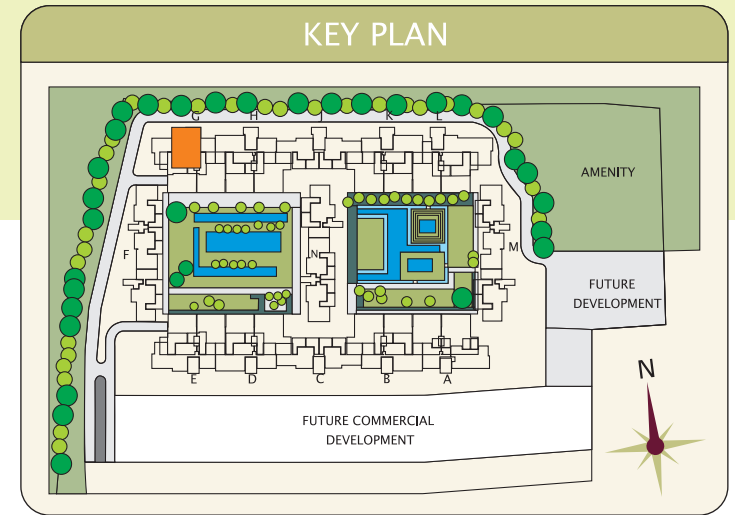 KEY PLAN
G H J K L
AMENITY
F N M
FUTURE
DEVELOPMENT
E D C B A
FUTURE COMMERCIAL
DEVELOPMENT
N